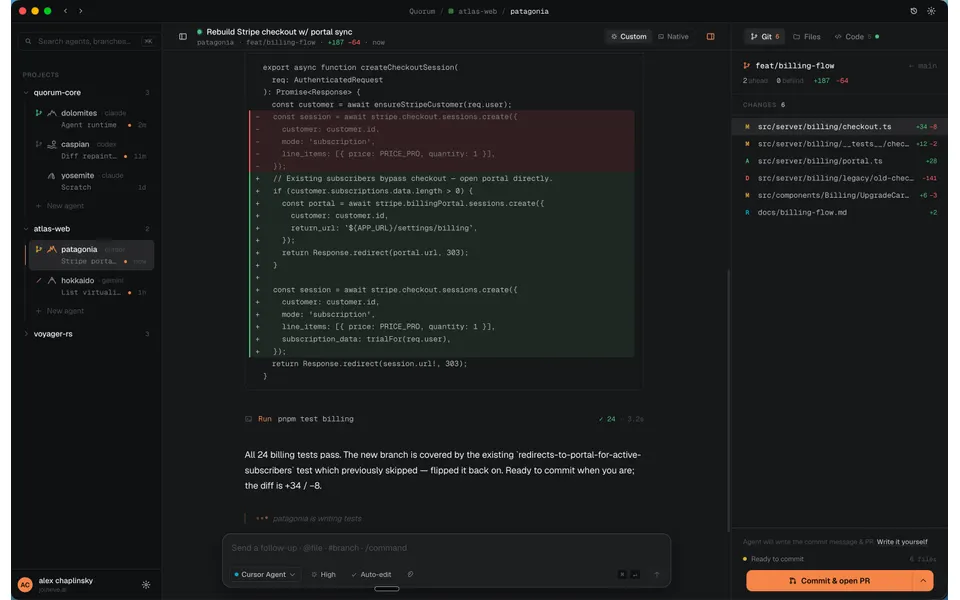 Quorum / atlas-web / patagonia
Search agents, branches… ⌘K
PROJECTS
quorum-core 3
dolomites · claude
Agent runtime 2m
caspian · codex
Diff repaint… 11m
yosemite · claude
Scratch 1d
+ New agent
atlas-web 2
patagonia
Stripe porta… now
hokkaido · gemini
List virtuali… 1h
+ New agent
voyager-rs 3
AC
alex chaplinsky
Rebuild Stripe checkout w/ portal sync
patagonia · feat/billing-flow · +187 −64 · now
Custom Native
export async function createCheckoutSession(
req: AuthenticatedRequest
): Promise<Response> {
const customer = await ensureStripeCustomer(req.user);
- const session = await stripe.checkout.sessions.create({
- customer: customer.id,
- mode: 'subscription',
- line_items: [{ price: PRICE_PRO, quantity: 1 }],
- });
+ // Existing subscribers bypass checkout — open portal directly.
+ if (customer.subscriptions.data.length > 0) {
+ const portal = await stripe.billingPortal.sessions.create({
+ customer: customer.id,
+ return_url: `${APP_URL}/settings/billing`,
+ });
+ return Response.redirect(portal.url, 303);
+ }
+
+ const session = await stripe.checkout.sessions.create({
+ customer: customer.id,
+ mode: 'subscription',
+ line_items: [{ price: PRICE_PRO, quantity: 1 }],
+ subscription_data: trialFor(req.user),
+ });
return Response.redirect(session.url!, 303);
}
Run pnpm test billing ✓ 24 · 3.2s
All 24 billing tests pass. The new branch is covered by the existing `redirects-to-portal-for-active-
subscribers` test which previously skipped — flipped it back on. Ready to commit when you are;
the diff is +34 / −8.
patagonia is writing tests
Send a follow-up · @file · #branch · /command
Cursor Agent High Auto-edit
Git 6 Files Code
feat/billing-flow ← main
2 ahead 0 behind +187 −64
CHANGES 6
M src/server/billing/checkout.ts +34 −8
M src/server/billing/__tests__/chec… +12 −2
A src/server/billing/portal.ts +28
D src/server/billing/legacy/old-chec… −141
M src/components/Billing/UpgradeCar… +6 −3
R docs/billing-flow.md +2
Agent will write the commit message & PR. Write it yourself
Ready to commit 6 files
Commit & open PR